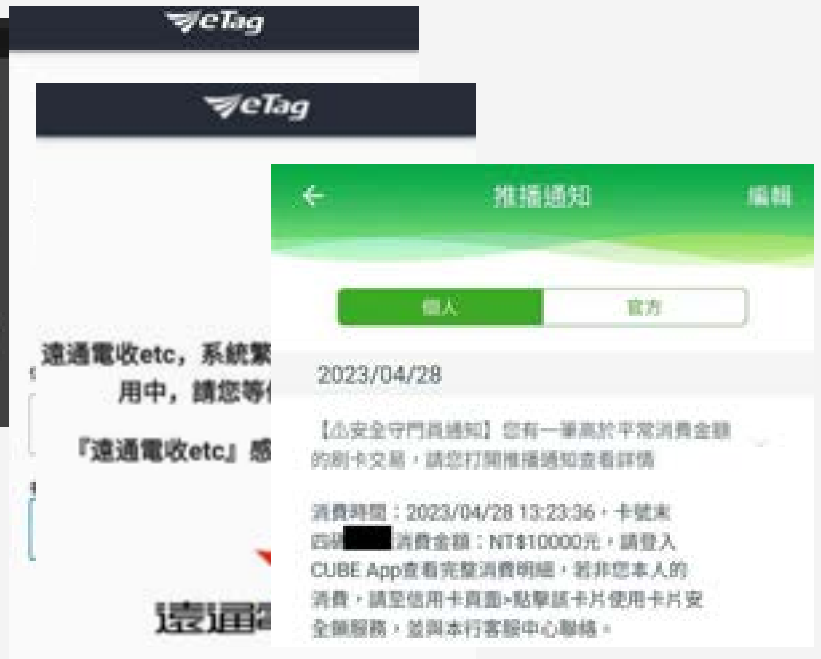 eTag
eTag
遠通電收etc，系統繁
用中，請您等
『遠通電收etc』感
遠通
推播通知
編輯
個人
官方
2023/04/28
【⚠安全守門員通知】您有一筆高於平常消費金額
的刷卡交易，請您打開推播通知查看詳情
消費時間：2023/04/28 13:23:36，卡號末
四碼 消費金額：NT$10000元，請登入
CUBE App查看完整消費明細，若非您本人的
消費，請至信用卡頁面>點擊該卡片使用卡片安
全鎖服務，並與本行客服中心聯絡。